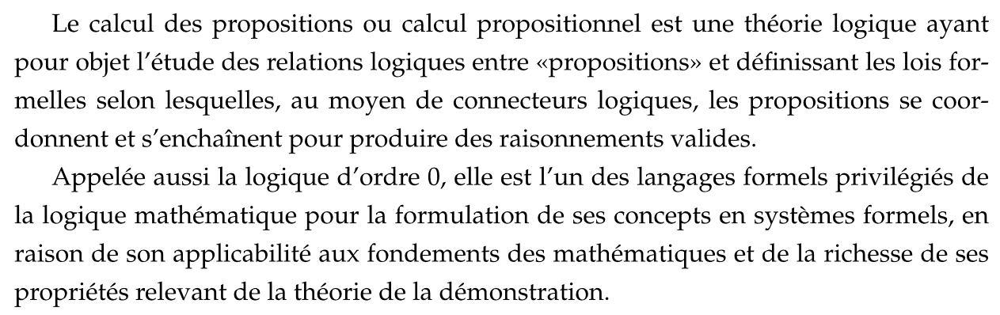 Le calcul des propositions ou calcul propositionnel est une théorie logique ayant
pour objet l’étude des relations logiques entre «propositions» et définissant les lois for-
melles selon lesquelles, au moyen de connecteurs logiques, les propositions se coor-
donnent et s’enchaînent pour produire des raisonnements valides.
Appelée aussi la logique d’ordre 0, elle est l’un des langages formels privilégiés de
la logique mathématique pour la formulation de ses concepts en systèmes formels, en
raison de son applicabilité aux fondements des mathématiques et de la richesse de ses
propriétés relevant de la théorie de la démonstration.